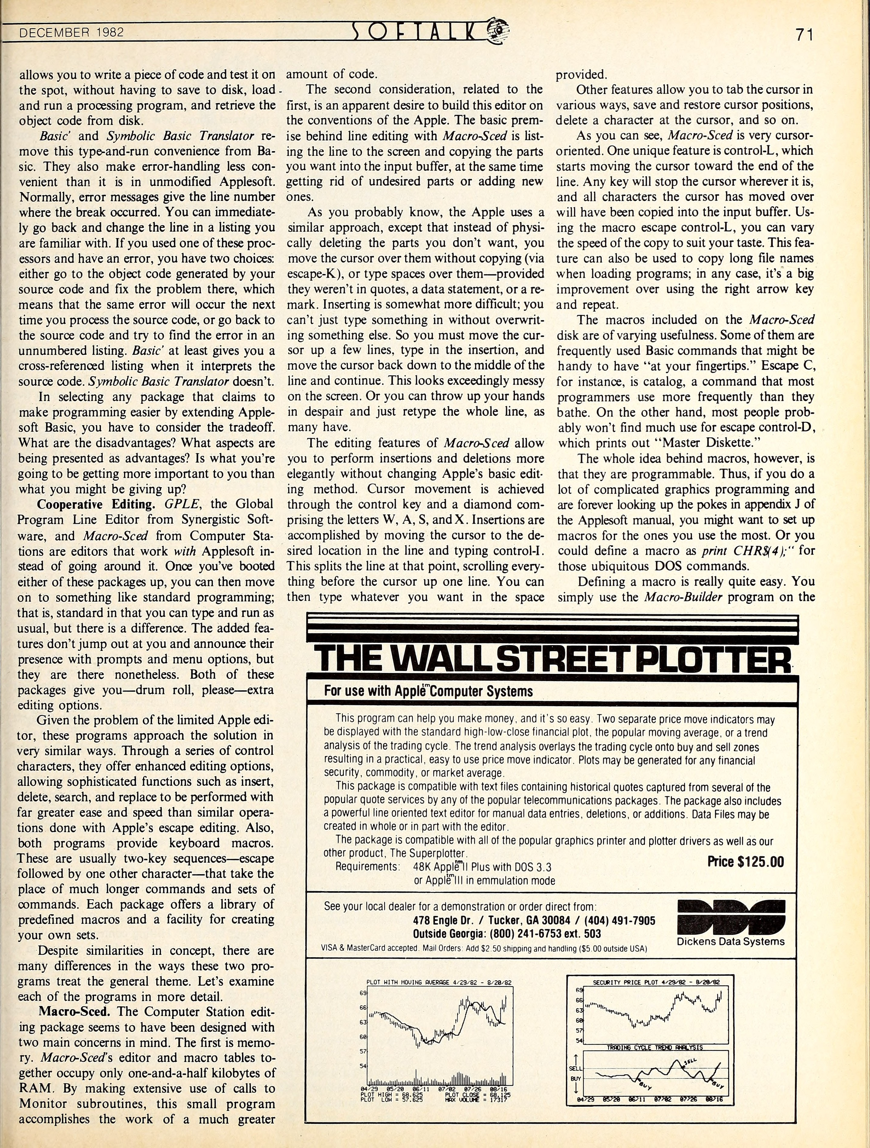 DECEMBER 1982
SOFTALK
71
allows you to write a piece of code and test it on
the spot, without having to save to disk, load
and run a processing program, and retrieve the
object code from disk.
Basic' and Symbolic Basic Translator re-
move this type-and-run convenience from Ba-
sic. They also make error-handling less con-
venient than it is in unmodified Applesoft.
Normally, error messages give the line number
where the break occurred. You can immediate-
ly go back and change the line in a listing you
are familiar with. If you used one of these proc-
essors and have an error, you have two choices:
either go to the object code generated by your
source code and fix the problem there, which
means that the same error will occur the next
time you process the source code, or go back to
the source code and try to find the error in an
unnumbered listing. Basic' at least gives you a
cross-referenced listing when it interprets the
source code. Symbolic Basic Translator doesn't.
In selecting any package that claims to
make programming easier by extending Apple-
soft Basic, you have to consider the tradeoff.
What are the disadvantages? What aspects are
being presented as advantages? Is what you're
going to be getting more important to you than
what you might be giving up?
Cooperative Editing. GPLE, the Global
Program Line Editor from Synergistic Soft-
ware, and Macro-Sced from Computer Sta-
tions are editors that work with Applesoft in-
stead of going around it. Once you've booted
either of these packages up, you can then move
on to something like standard programming;
that is, standard in that you can type and run as
usual, but there is a difference. The added fea-
tures don't jump out at you and announce their
presence with prompts and menu options, but
they are there nonetheless. Both of these
packages give you—drum roll, please—extra
editing options.
Given the problem of the limited Apple edi-
tor, these programs approach the solution in
very similar ways. Through a series of control
characters, they offer enhanced editing options,
allowing sophisticated functions such as insert,
delete, search, and replace to be performed with
far greater ease and speed than similar opera-
tions done with Apple's escape editing. Also,
both programs provide keyboard macros.
These are usually two-key sequences—escape
followed by one other character—that take the
place of much longer commands and sets of
commands. Each package offers a library of
predefined macros and a facility for creating
your own sets.
Despite similarities in concept, there are
many differences in the ways these two pro-
grams treat the general theme. Let's examine
each of the programs in more detail.
Macro-Sced. The Computer Station edit-
ing package seems to have been designed with
two main concerns in mind. The first is memo-
ry. Macro-Sced's editor and macro tables to-
gether occupy only one-and-a-half kilobytes of
RAM. By making extensive use of calls to
Monitor subroutines, this small program
accomplishes the work of a much greater
amount of code.
The second consideration, related to the
first, is an apparent desire to build this editor on
the conventions of the Apple. The basic prem-
ise behind line editing with Macro-Sced is list-
ing the line to the screen and copying the parts
you want into the input buffer, at the same time
getting rid of undesired parts or adding new
ones.
As you probably know, the Apple uses a
similar approach, except that instead of physi-
cally deleting the parts you don't want, you
move the cursor over them without copying (via
escape-K), or type spaces over them—provided
they weren't in quotes, a data statement, or a re-
mark. Inserting is somewhat more difficult; you
can't just type something in without overwrit-
ing something else. So you must move the cur-
sor up a few lines, type in the insertion, and
move the cursor back down to the middle of the
line and continue. This looks exceedingly messy
on the screen. Or you can throw up your hands
in despair and just retype the whole line, as
many have.
The editing features of Macro-Sced allow
you to perform insertions and deletions more
elegantly without changing Apple's basic edit-
ing method. Cursor movement is achieved
through the control key and a diamond com-
prising the letters W, A, S, and X. Insertions are
accomplished by moving the cursor to the de-
sired location in the line and typing control-I.
This splits the line at that point, scrolling every-
thing before the cursor up one line. You can
then type whatever you want in the space
provided.
Other features allow you to tab the cursor in
various ways, save and restore cursor positions,
delete a character at the cursor, and so on.
As you can see, Macro-Sced is very cursor-
oriented. One unique feature is control-L, which
starts moving the cursor toward the end of the
line. Any key will stop the cursor wherever it is,
and all characters the cursor has moved over
will have been copied into the input buffer. Us-
ing the macro escape control-L, you can vary
the speed of the copy to suit your taste. This fea-
ture can also be used to copy long file names
when loading programs; in any case, it's a big
improvement over using the right arrow key
and repeat.
The macros included on the Macro-Sced
disk are of varying usefulness. Some of them are
frequently used Basic commands that might be
handy to have "at your fingertips." Escape C,
for instance, is catalog, a command that most
programmers use more frequently than they
bathe. On the other hand, most people prob-
ably won't find much use for escape control-D,
which prints out "Master Diskette."
The whole idea behind macros, however, is
that they are programmable. Thus, if you do a
lot of complicated graphics programming and
are forever looking up the pokes in appendix J of
the Applesoft manual, you might want to set up
macros for the ones you use the most. Or you
could define a macro as print CHR$(4);" for
those ubiquitous DOS commands.
Defining a macro is really quite easy. You
simply use the Macro-Builder program on the
THE WALL STREET PLOTTER
For use with Apple™ Computer Systems
This program can help you make money, and it's so easy. Two separate price move indicators may
be displayed with the standard high-low-close financial plot, the popular moving average, or a trend
analysis of the trading cycle. The trend analysis overlays the trading cycle onto buy and sell zones
resulting in a practical, easy to use price move indicator. Plots may be generated for any financial
security, commodity, or market average.
This package is compatible with text files containing historical quotes captured from several of the
popular quote services by any of the popular telecommunications packages. The package also includes
a powerful line oriented text editor for manual data entries, deletions, or additions. Data Files may be
created in whole or in part with the editor.
The package is compatible with all of the popular graphics printer and plotter drivers as well as our
other product, The Superplotter.
Price $125.00
Requirements: 48K Apple™ II Plus with DOS 3.3
or Apple™ III in emmulation mode
See your local dealer for a demonstration or order direct from:
478 Engle Dr. / Tucker, GA 30084 / (404) 491-7905
Outside Georgia: (800) 241-6753 ext. 503
VISA & MasterCard accepted. Mail Orders: Add $2.50 shipping and handling ($5.00 outside USA)
DDS
Dickens Data Systems
PLOT WITH MOVING AVERAGE 4/29/82 - 8/20/82
69
66
63
60
57
54
04/29 05/20 06/11 07/02 07/26 08/16
PLOT HIGH = 68.625 PLOT CLOSE = 68.125
PLOT LOW = 57.625 MAX VOLUME = 17317
SECURITY PRICE PLOT 4/29/82 - 8/20/82
69
66
63
60
57
54
TRADING CYCLE TREND ANALYSIS
SELL
BUY
SELL
BUY
BUY
04/29 05/20 06/11 07/02 07/26 08/16